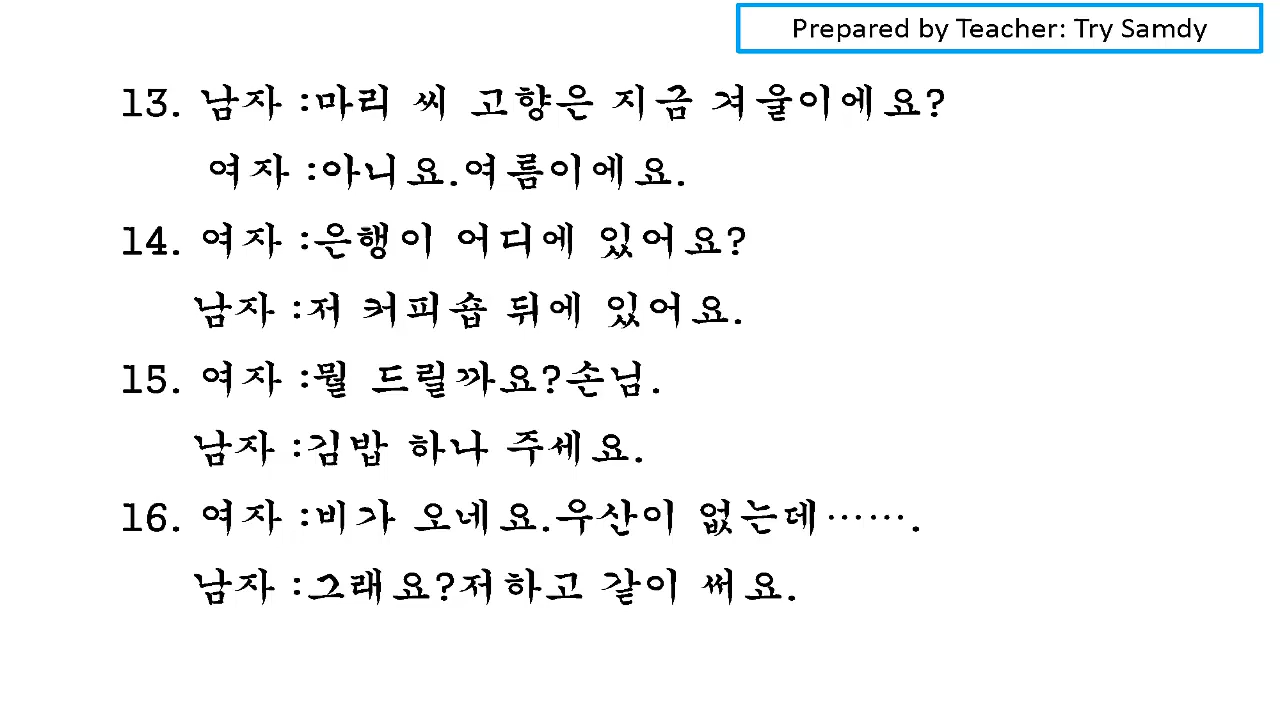 Prepared by Teacher: Try Samdy
13. 남자 :마리 씨 고향은 지금 겨울이에요?
여자 :아니요.여름이에요.
14. 여자 :은행이 어디에 있어요?
남자 :저 커피숍 뒤에 있어요.
15. 여자 :뭘 드릴까요?손님.
남자 :김밥 하나 주세요.
16. 여자 :비가 오네요.우산이 없는데…….
남자 :그래요?저하고 같이 써요.